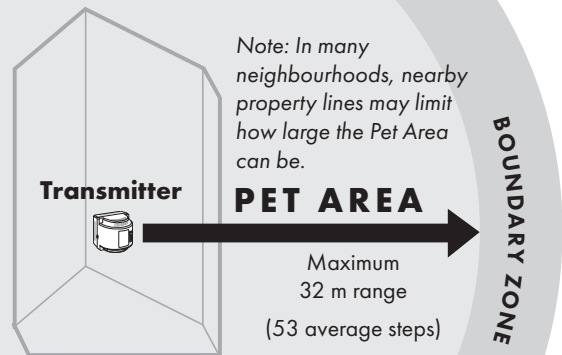 Note: In many
neighbourhoods, nearby
property lines may limit
how large the Pet Area
can be.
Transmitter
PET AREA
Maximum
32 m range
(53 average steps)
BOUNDARY ZONE